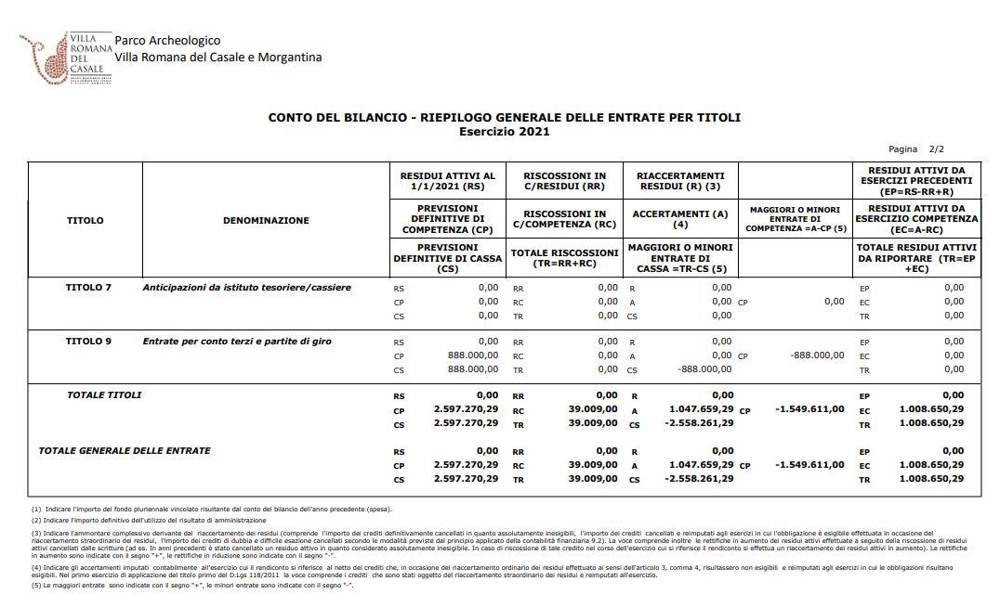 VILLA
ROMANA
DEL
CASALE
Parco Archeologico
Villa Romana del Casale e Morgantina
CONTO DEL BILANCIO - RIEPILOGO GENERALE DELLE ENTRATE PER TITOLI
Esercizio 2021
Pagina 2/2
TITOLO
DENOMINAZIONE
RESIDUI ATTIVI AL 1/1/2021 (RS)
RISCOSSIONI IN C/RESIDUI (RR)
RIACCERTAMENTI RESIDUI (R) (3)
RESIDUI ATTIVI DA ESERCIZI PRECEDENTI (EP=RS-RR+R)
PREVISIONI DEFINITIVE DI COMPETENZA (CP)
RISCOSSIONI IN C/COMPETENZA (RC)
ACCERTAMENTI (A) (4)
MAGGIORI O MINORI ENTRATE DI COMPETENZA =A-CP (5)
RESIDUI ATTIVI DA ESERCIZIO COMPETENZA (EC=A-RC)
PREVISIONI DEFINITIVE DI CASSA (CS)
TOTALE RISCOSSIONI (TR=RR+RC)
MAGGIORI O MINORI ENTRATE DI CASSA =TR-CS (5)
TOTALE RESIDUI ATTIVI DA RIPORTARE (TR=EP +EC)
TITOLO 7 Anticipazioni da istituto tesoriere/cassiere RS 0,00 RR 0,00 R 0,00 EP 0,00
CP 0,00 RC 0,00 A 0,00 CP 0,00 EC 0,00
CS 0,00 TR 0,00 CS 0,00 TR 0,00
TITOLO 9 Entrate per conto terzi e partite di giro RS 0,00 RR 0,00 R 0,00 EP 0,00
CP 888.000,00 RC 0,00 A 0,00 CP -888.000,00 EC 0,00
CS 888.000,00 TR 0,00 CS -888.000,00 TR 0,00
TOTALE TITOLI RS 0,00 RR 0,00 R 0,00 EP 0,00
CP 2.597.270,29 RC 39.009,00 A 1.047.659,29 CP -1.549.611,00 EC 1.008.650,29
CS 2.597.270,29 TR 39.009,00 CS -2.558.261,29 TR 1.008.650,29
TOTALE GENERALE DELLE ENTRATE RS 0,00 RR 0,00 R 0,00 EP 0,00
CP 2.597.270,29 RC 39.009,00 A 1.047.659,29 CP -1.549.611,00 EC 1.008.650,29
CS 2.597.270,29 TR 39.009,00 CS -2.558.261,29 TR 1.008.650,29
(1) Indicare l'importo del fondo pluriennale vincolato risultante dal conto del bilancio dell'anno precedente (spesa).
(2) Indicare l'importo definitivo dell'utilizzo del risultato di amministrazione
(3) Indicare l'ammontare complessivo derivante dal riaccertamento dei residui (comprende l'importo dei crediti definitivamente cancellati in quanto assolutamente inesigibili, l'importo dei crediti cancellati e reimputati agli esercizi in cui l'obbligazione è esigibile effettuata in occasione del
riaccertamento straordinario dei residui, l'importo dei crediti di dubbia e difficile esazione cancellati secondo le modalità previste dal principio applicato della contabilità finanziaria 9.2). La voce comprende inoltre le rettifiche in aumento dei residui attivi effettuate a seguito della riscossione di residui
attivi cancellati dalle scritture (ad es. In anni precedenti è stato cancellato un residuo attivo in quanto considerato assolutamente inesigibile. In caso di riscossione di tale credito nel corso dell'esercizio cui si riferisce il rendiconto si effettua un riaccertamento dei residui attivi in aumento). Le rettifiche
in aumento sono indicate con il segno "+", le rettifiche in riduzione sono indicate con il segno "-".
(4) Indicare gli accertamenti imputati contabilmente all'esercizio cui il rendiconto si riferisce al netto dei crediti che, in occasione del riaccertamento ordinario dei residui effettuato ai sensi dell'articolo 3, comma 4, risultassero non esigibili e reimputati agli esercizi in cui le obbligazioni risultano
esigibili. Nel primo esercizio di applicazione del titolo primo del D.Lgs 118/2011 la voce comprende i crediti che sono stati oggetto del riaccertamento straordinario dei residui e reimputati all'esercizio.
(5) Le maggiori entrate sono indicate con il segno "+", le minori entrate sono indicate con il segno "-".